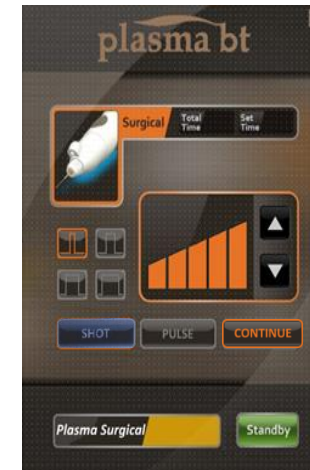 plasma bt
Surgical
Total Time
Set Time
SHOT
PULSE
CONTINUE
Plasma Surgical
Standby